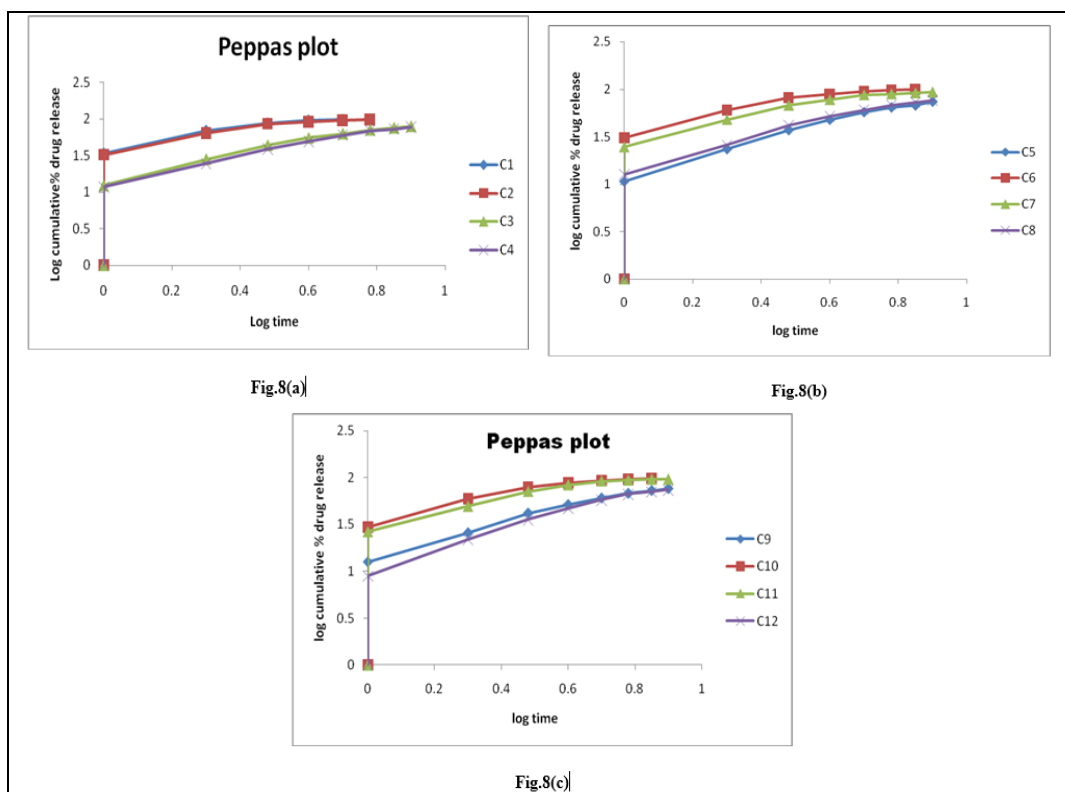 Peppas plot
Log cumulative% drug release
2.5
2
1.5
1
0.5
0
0 0.2 0.4 0.6 0.8 1
Log time
C1
C2
C3
C4
Fig.8(a)
log cumulative % drug release
2.5
2
1.5
1
0.5
0
0 0.2 0.4 0.6 0.8 1
log time
C5
C6
C7
C8
Fig.8(b)
Peppas plot
log cumulative % drug release
2.5
2
1.5
1
0.5
0
0 0.2 0.4 0.6 0.8 1
log time
C9
C10
C11
C12
Fig.8(c)